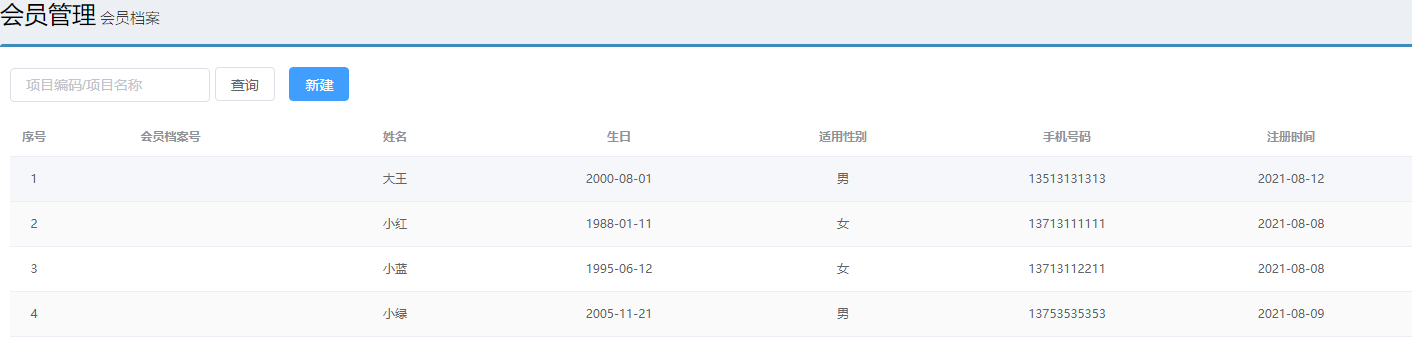 会员管理 会员档案
项目编码/项目名称 查询 新建
序号 会员档案号 姓名 生日 适用性别 手机号码 注册时间
1 大王 2000-08-01 男 13513131313 2021-08-12
2 小红 1988-01-11 女 13713111111 2021-08-08
3 小蓝 1995-06-12 女 13713112211 2021-08-08
4 小绿 2005-11-21 男 13753535353 2021-08-09